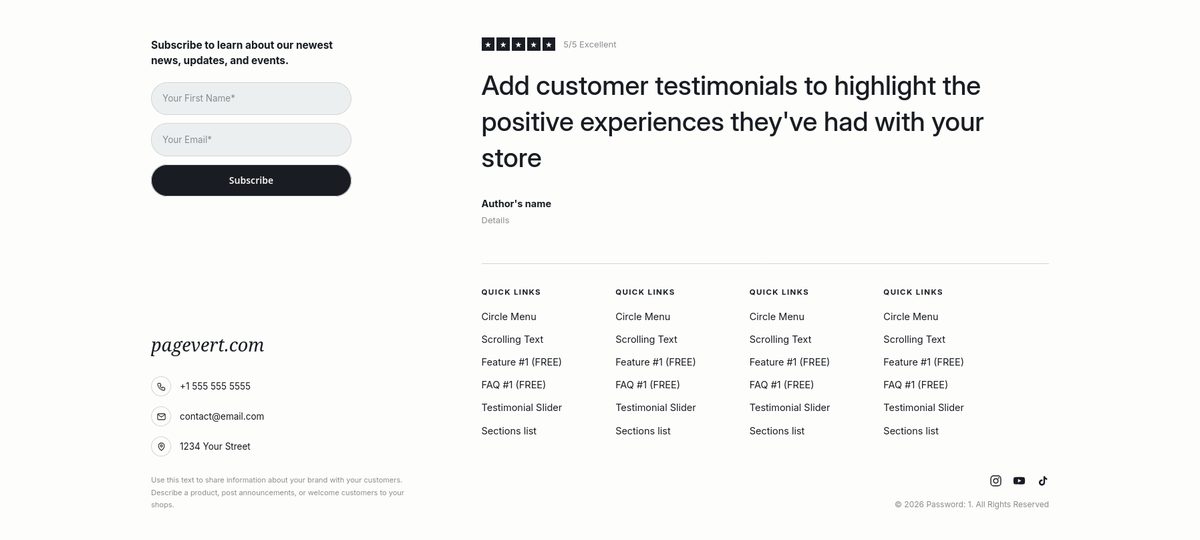 Subscribe to learn about our newest
news, updates, and events.
Your First Name*
Your Email*
Subscribe
5/5 Excellent
Add customer testimonials to highlight the
positive experiences they've had with your
store
Author's name
Details
pagevert.com
+1 555 555 5555
contact@email.com
1234 Your Street
Use this text to share information about your brand with your customers.
Describe a product, post announcements, or welcome customers to your
shops.
QUICK LINKS
Circle Menu
Scrolling Text
Feature #1 (FREE)
FAQ #1 (FREE)
Testimonial Slider
Sections list
QUICK LINKS
Circle Menu
Scrolling Text
Feature #1 (FREE)
FAQ #1 (FREE)
Testimonial Slider
Sections list
QUICK LINKS
Circle Menu
Scrolling Text
Feature #1 (FREE)
FAQ #1 (FREE)
Testimonial Slider
Sections list
QUICK LINKS
Circle Menu
Scrolling Text
Feature #1 (FREE)
FAQ #1 (FREE)
Testimonial Slider
Sections list
© 2026 Password: 1. All Rights Reserved